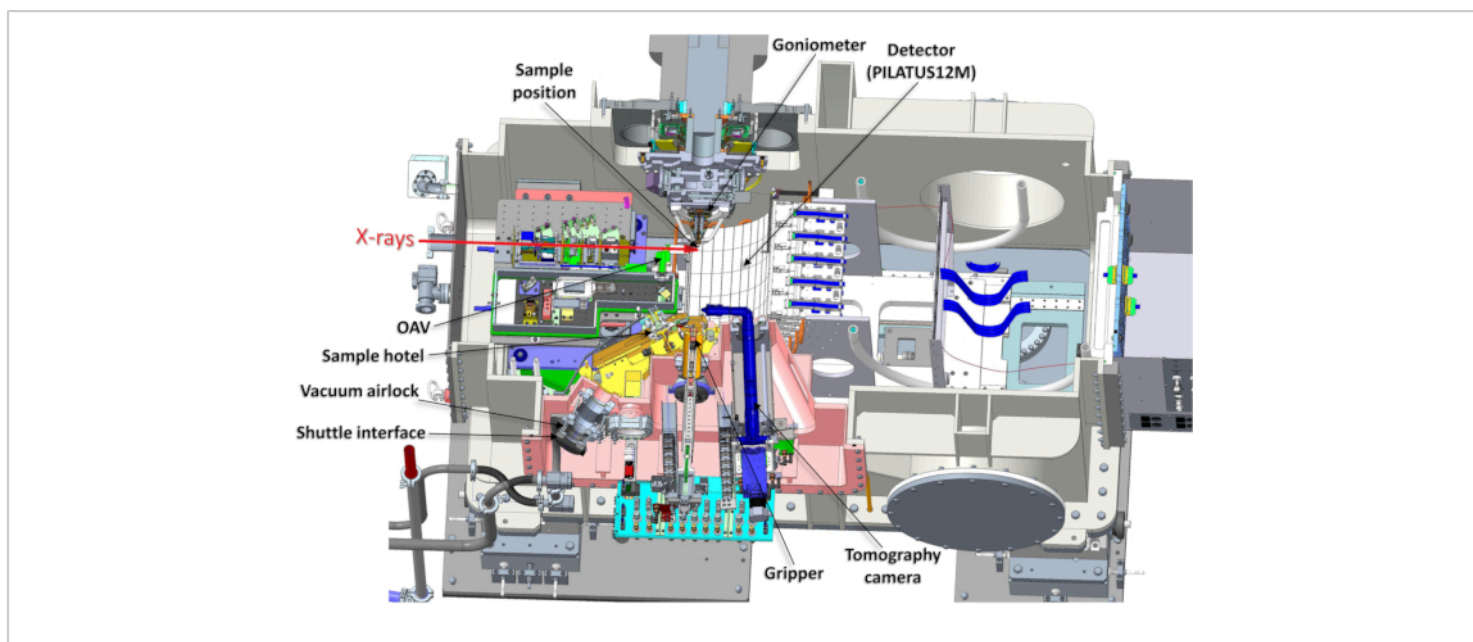 Goniometer
Detector
(PILATUS12M)
Sample
position
X-rays
OAV
Sample hotel
Vacuum airlock
Shuttle interface
Gripper
Tomography
camera